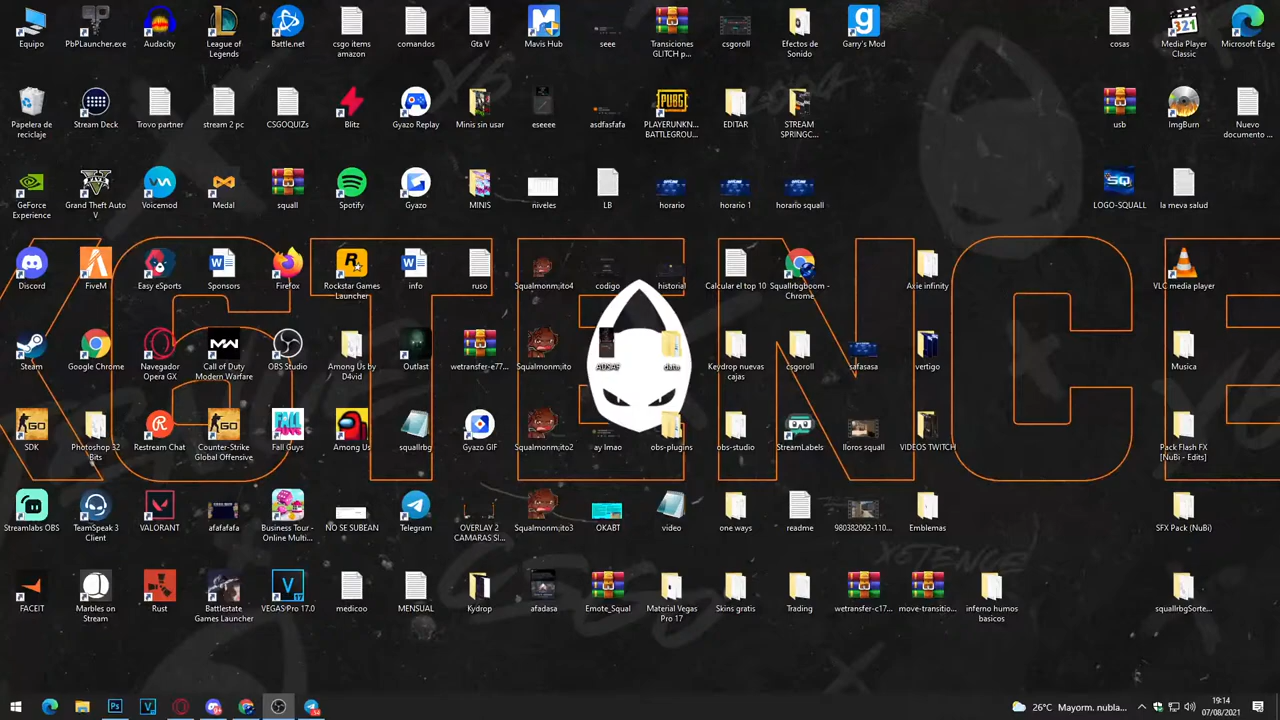 Equipo
PbPLauncher.exe
Audacity
League of
Legends
Battle.net
csgo items
amazon
comandos
Gta V
Mavis Hub
seee
Transiciones
GLITCH p...
csgoroll
Efectos de
Sonido
Garry's Mod
cosas
Media Player
Classic
Microsoft Edge
Papelera de
reciclaje
Stream Deck
Trovo partner
stream 2 pc
CSGOQUIZs
Blitz
Gyazo Replay
Minis sin usar
eseeee
asdfasfafa
PLAYERUNKN...
BATTLEGROU...
EDITAR
STREAM
SPRINGC...
usb
ImgBurn
Nuevo
documento ...
GeForce
Experience
Grand Theft Auto
V
Voicemod
Medal
squall
Spotify
Gyazo
MINIS
niveles
LB
horario
horario 1
horario squall
LOGO-SQUALL
la meva salud
Discord
FiveM
Easy eSports
Sponsors
Firefox
Rockstar Games
Launcher
info
ruso
Squalmonm;ito4
codigo
historial
Calcular el top 10
Squallrbgboom -
Chrome
Axie infinity
VLC media player
Steam
Google Chrome
Navegador
Opera GX
Call of Duty
Modern Warfare
OBS Studio
Among Us by
D4vid
Outlast
wetransfer-e77...
Squalmonm;ito
AUSAF
data
Keydrop nuevas
cajas
csgoroll
safasasa
vertigo
Musica
SDK
Photoshop 32
Bits
Restream Chat
Counter-Strike
Global Offensive
Fall Guys
Among Us
squallrbg
Gyazo GIF
Squalmonm;ito2
ay lmao
obs-plugins
obs-studio
StreamLabels
lloros squall
VIDEOS TWITCH
Pack Flash FX
[NuBi - Edits]
Streamlabs OBS
TeamSpeak 3
Client
VALORANT
afafafafa
Business Tour -
Online Multi...
NO SE SUBEAN
Telegram
OVERLAY 2
CAMARAS SI...
Squalmonm;ito3
OKABT
video
one ways
readme
980382092-110...
Emblemas
SFX Pack (NuBi)
FACEIT
Marbles on
Stream
Rust
Battlestate
Games Launcher
VEGAS Pro 17.0
medicoo
MENSUAL
Kydrop
afadasa
Emote_Squal
Material Vegas
Pro 17
Skins gratis
Trading
wetransfer-c17...
move-transitio...
inferno humos
basicos
squallrbgSorte...
26°C Mayorm. nubla...
19:14
07/08/2021